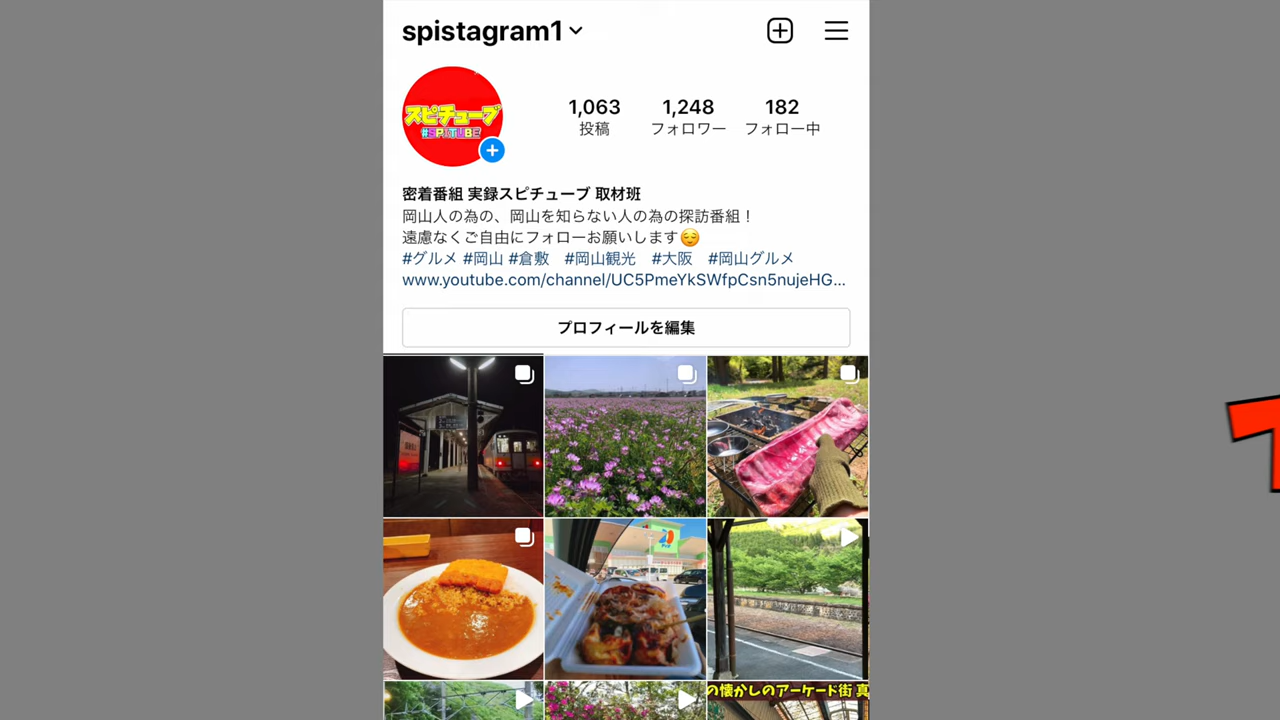 spistagram1
スピチューブ
#SPITUBE
1,063
投稿
1,248
フォロワー
182
フォロー中
密着番組 実録スピチューブ 取材班
岡山人の為の、岡山を知らない人の為の探訪番組！
遠慮なくご自由にフォローお願いします😌
#グルメ #岡山 #倉敷 #岡山観光 #大阪 #岡山グルメ
www.youtube.com/channel/UC5PmeYkSWfpCsn5nujeHG...
プロフィールを編集
の懐かしのアーケード街 真